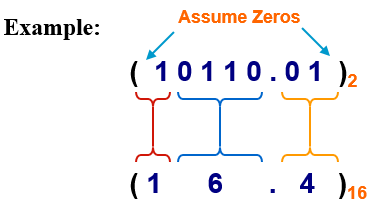 Assume Zeros
Example:
( 1 0 1 1 0 . 0 1 )2
( 1 6 . 4 )16